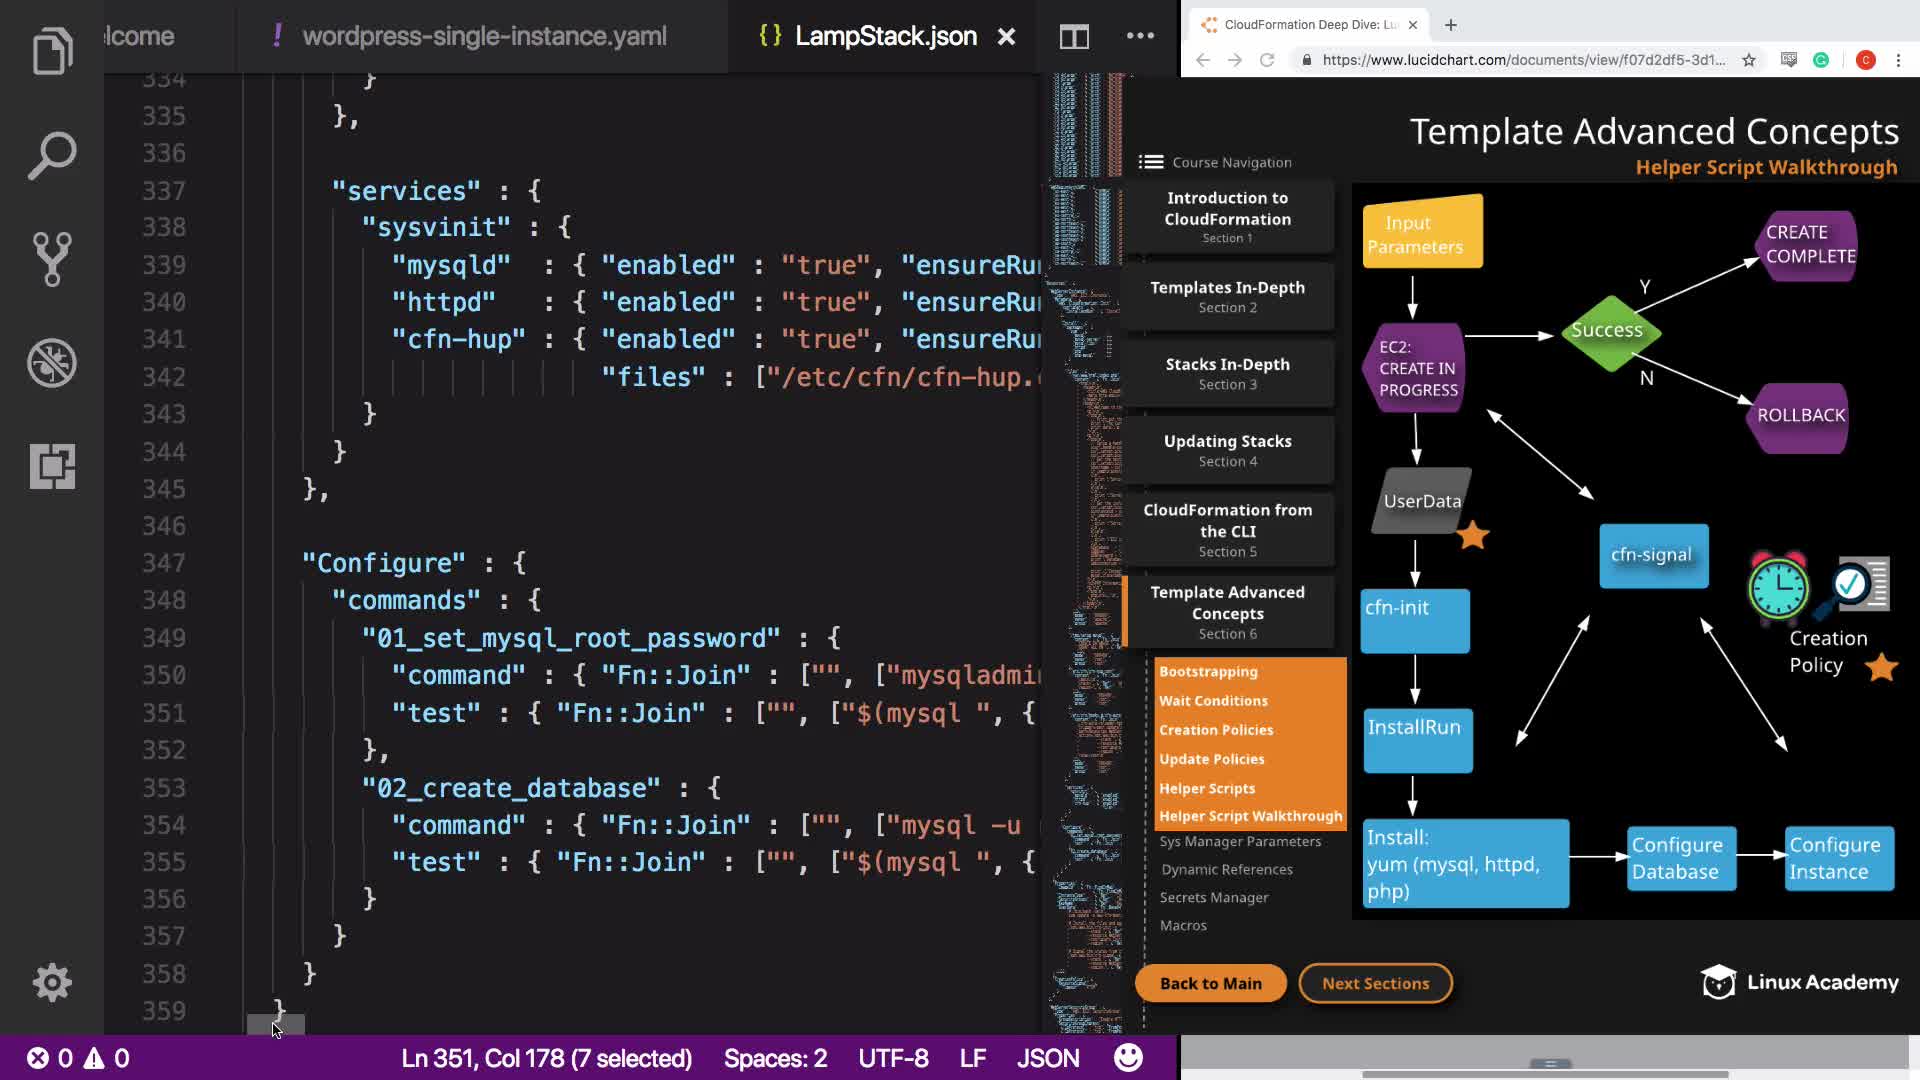 lcome
! wordpress-single-instance.yaml
{} LampStack.json
334 }
335 },
336
337 "services" : {
338 "sysvinit" : {
339 "mysqld" : { "enabled" : "true", "ensureRu
340 "httpd" : { "enabled" : "true", "ensureRu
341 "cfn-hup" : { "enabled" : "true", "ensureRu
342 "files" : ["/etc/cfn/cfn-hup.
343 }
344 }
345 },
346
347 "Configure" : {
348 "commands" : {
349 "01_set_mysql_root_password" : {
350 "command" : { "Fn::Join" : ["", ["mysqladmi
351 "test" : { "Fn::Join" : ["", ["$(mysql ", {
352 },
353 "02_create_database" : {
354 "command" : { "Fn::Join" : ["", ["mysql -u
355 "test" : { "Fn::Join" : ["", ["$(mysql ", {
356 }
357 }
358 }
359 }
0 0
Ln 351, Col 178 (7 selected)
Spaces: 2
UTF-8
LF
JSON
CloudFormation Deep Dive: Lu
https://www.lucidchart.com/documents/view/f07d2df5-3d1...
C
Template Advanced Concepts
Helper Script Walkthrough
Course Navigation
Introduction to
CloudFormation
Section 1
Templates In-Depth
Section 2
Stacks In-Depth
Section 3
Updating Stacks
Section 4
CloudFormation from
the CLI
Section 5
Template Advanced
Concepts
Section 6
Bootstrapping
Wait Conditions
Creation Policies
Update Policies
Helper Scripts
Helper Script Walkthrough
Sys Manager Parameters
Dynamic References
Secrets Manager
Macros
Back to Main
Next Sections
Input
Parameters
EC2:
CREATE IN
PROGRESS
Success
Y
N
CREATE
COMPLETE
ROLLBACK
UserData
cfn-signal
Creation
Policy
cfn-init
InstallRun
Install:
yum (mysql, httpd,
php)
Configure
Database
Configure
Instance
Linux Academy